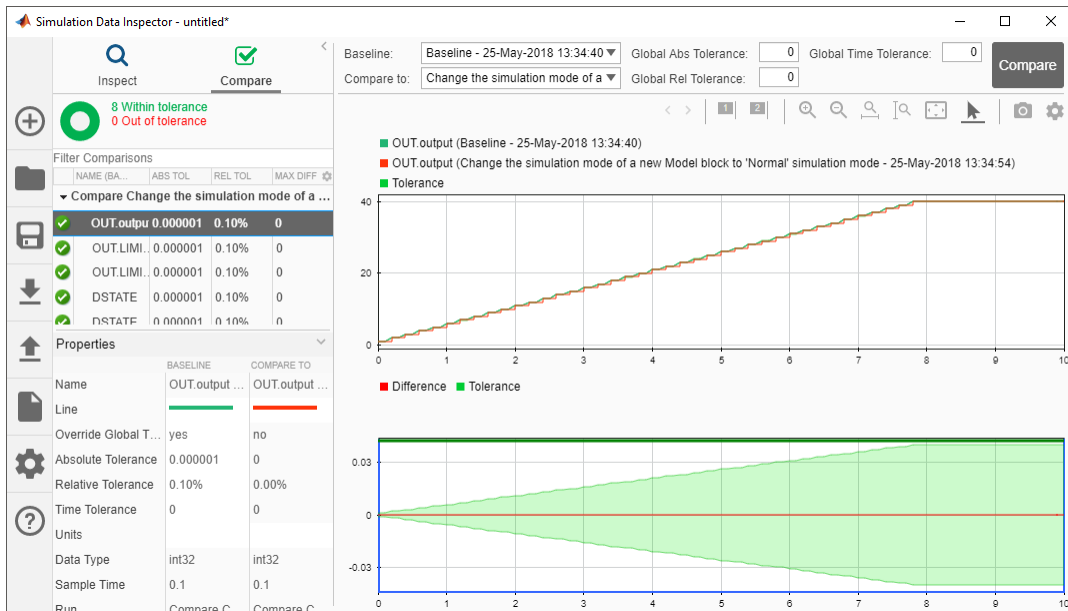 Simulation Data Inspector - untitled*
Inspect
Compare
8 Within tolerance
0 Out of tolerance
Filter Comparisons
NAME (BA... ABS TOL REL TOL MAX DIFF
Compare Change the simulation mode of a ...
OUT.outpu 0.000001 0.10% 0
OUT.LIMI... 0.000001 0.10% 0
OUT.LIMI... 0.000001 0.10% 0
DSTATE 0.000001 0.10% 0
DSTATE 0.000001 0.10% 0
Properties
BASELINE COMPARE TO
Name OUT.output ... OUT.output ...
Line
Override Global T... yes no
Absolute Tolerance 0.000001 0
Relative Tolerance 0.10% 0.00%
Time Tolerance 0 0
Units
Data Type int32 int32
Sample Time 0.1 0.1
Run Compare C... Compare C...
Baseline: Baseline - 25-May-2018 13:34:40 Global Abs Tolerance: 0 Global Time Tolerance: 0
Compare to: Change the simulation mode of a Global Rel Tolerance: 0
Compare
1 2
OUT.output (Baseline - 25-May-2018 13:34:40)
OUT.output (Change the simulation mode of a new Model block to 'Normal' simulation mode - 25-May-2018 13:34:54)
Tolerance
40
20
0
0 1 2 3 4 5 6 7 8 9 10
Difference Tolerance
0.03
0
-0.03
0 1 2 3 4 5 6 7 8 9 10